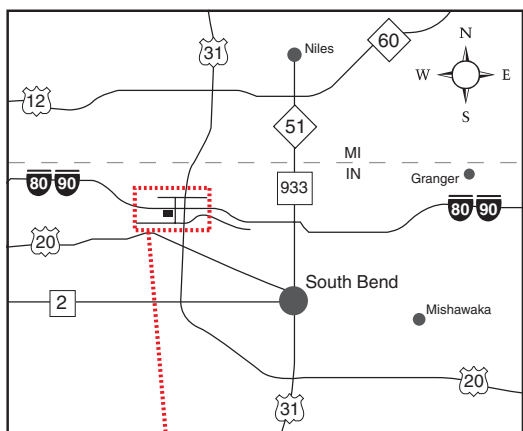 31
60
Niles
N
W E
S
12
51
MI
IN
80 90
933
Granger
80 90
20
South Bend
2
Mishawaka
20
31